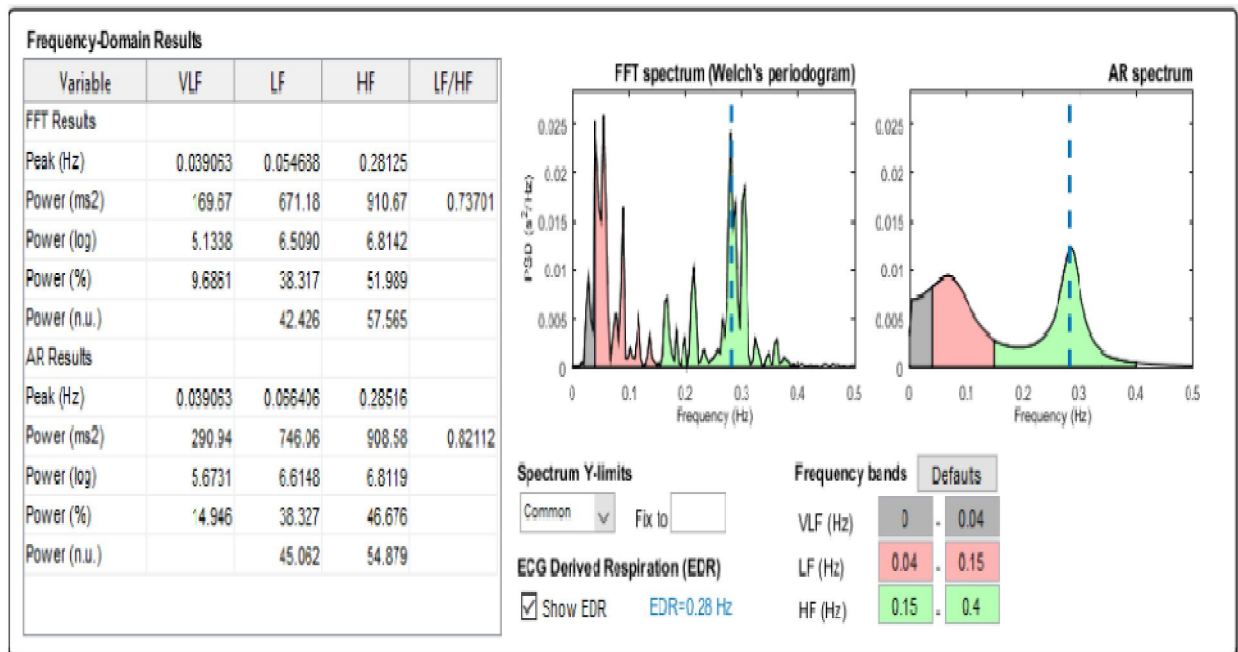 Frequency-Domain Results
Variable VLF LF HF LF/HF
FFT Resuts
Peak (Hz) 0.039063 0.054688 0.28125
Power (ms2) 169.67 671.18 910.67 0.73701
Power (log) 5.1338 6.5090 6.8142
Power (%) 9.6861 38.317 51.989
Power (n.u.) 42.426 57.565
AR Results
Peak (Hz) 0.039063 0.066406 0.28516
Power (ms2) 290.94 746.06 908.58 0.82112
Power (log) 5.6731 6.6148 6.8119
Power (%) 14.946 38.327 46.676
Power (n.u.) 45.062 54.879
FFT spectrum (Welch's periodogram)
PSD (s²/Hz)
0.025
0.02
0.015
0.01
0.005
0
0 0.1 0.2 0.3 0.4 0.5
Frequency (Hz)
AR spectrum
0.025
0.02
0.015
0.01
0.005
0
0 0.1 0.2 0.3 0.4 0.5
Frequency (Hz)
Spectrum Y-limits
Common Fix to
ECG Derived Respiration (EDR)
Show EDR EDR=0.28 Hz
Frequency bands Defauts
VLF (Hz) 0 - 0.04
LF (Hz) 0.04 - 0.15
HF (Hz) 0.15 - 0.4